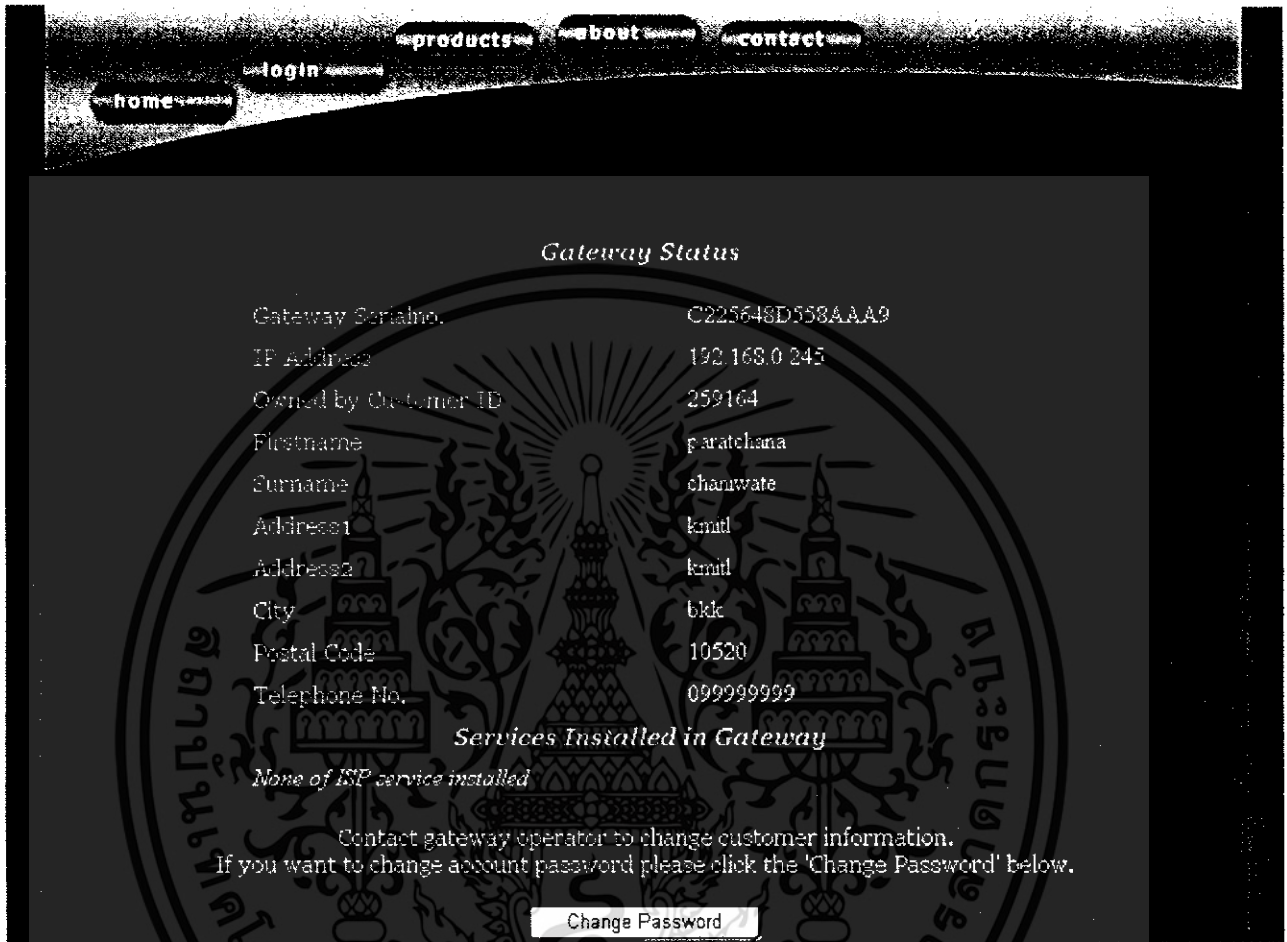 products about contact
login
home
Gateway Status
Gateway Serialno. C225648D558AAA9
IP Address 192.168.0.245
Owned by Customer ID 259164
Firstname paratchana
Surname chaniwate
Address1 kmitl
Address2 kmitl
City bkk
Postal Code 10520
Telephone No. 099999999
Services Installed in Gateway
None of ISP service installed
Contact gateway operator to change customer information.
If you want to change account password please click the 'Change Password' below.
Change Password